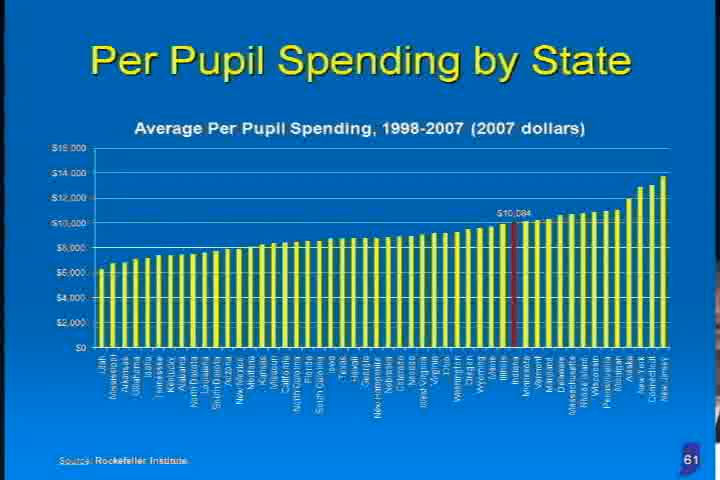 Per Pupil Spending by State
Average Per Pupil Spending, 1998-2007 (2007 dollars)
$16,000
$14,000
$12,000
$10,000
$8,000
$6,000
$4,000
$2,000
$0
$10,084
Utah
Mississippi
Arkansas
Oklahoma
Idaho
Tennessee
Kentucky
Alabama
North Dakota
Louisiana
South Dakota
Arizona
New Mexico
Montana
Kansas
Missouri
California
North Carolina
Florida
South Carolina
Iowa
Texas
Hawaii
Georgia
New Hampshire
Nebraska
Colorado
Nevada
West Virginia
Virginia
Ohio
Washington
Oregon
Wyoming
Maine
Illinois
Indiana
Minnesota
Vermont
Maryland
Delaware
Massachusetts
Rhode Island
Wisconsin
Pennsylvania
Michigan
Alaska
New York
Connecticut
New Jersey
Source: Rockefeller Institute.
61